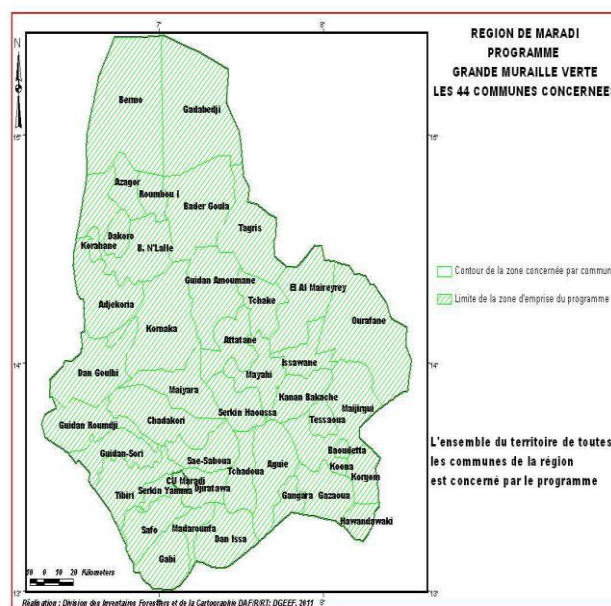 REGION DE MARADI
PROGRAMME
GRANDE MURAILLE VERTE
LES 44 COMMUNES CONCERNEES
7° 8°
N
Bermo
Gadabedji
15° 15°
Azagor
Roumbou I
Bader Goula
Tagris
Dakoro
Korahane
B. N'Lalle
Guidan Amoumane
El Al Maireyrey
Tchake
Adjekoria
Ourafane
Kornaka
Attatane
Issawane
14° 14°
Mayahi
Dan Goulbi
Maiyara
Kanan Bakache
Serkin Haoussa
Maijirgui
Tessaoua
Chadakori
Guidan Roumdji
Baoudetta
Guidan-Sori
Sae-Saboua
Aguie
Koona
Tchadoua
Korgom
CU Maradi
Serkin Yamma
Djiratawa
Tibiri
Gangara
Gazaoua
Hawandawaki
Safo
Madarounfa
Dan Issa
Gabi
Contour de la zone concernée par commun
Limite de la zone d'emprise du programme
L'ensemble du territoire de toutes
les communes de la région
est concerné par le programme
10 0 10 20 Kilometers
13° 13°
7° 8°
Réalisation : Division des Inventaires Forestiers et de la Cartographie DAF/R/RT; DGEEF, 2011